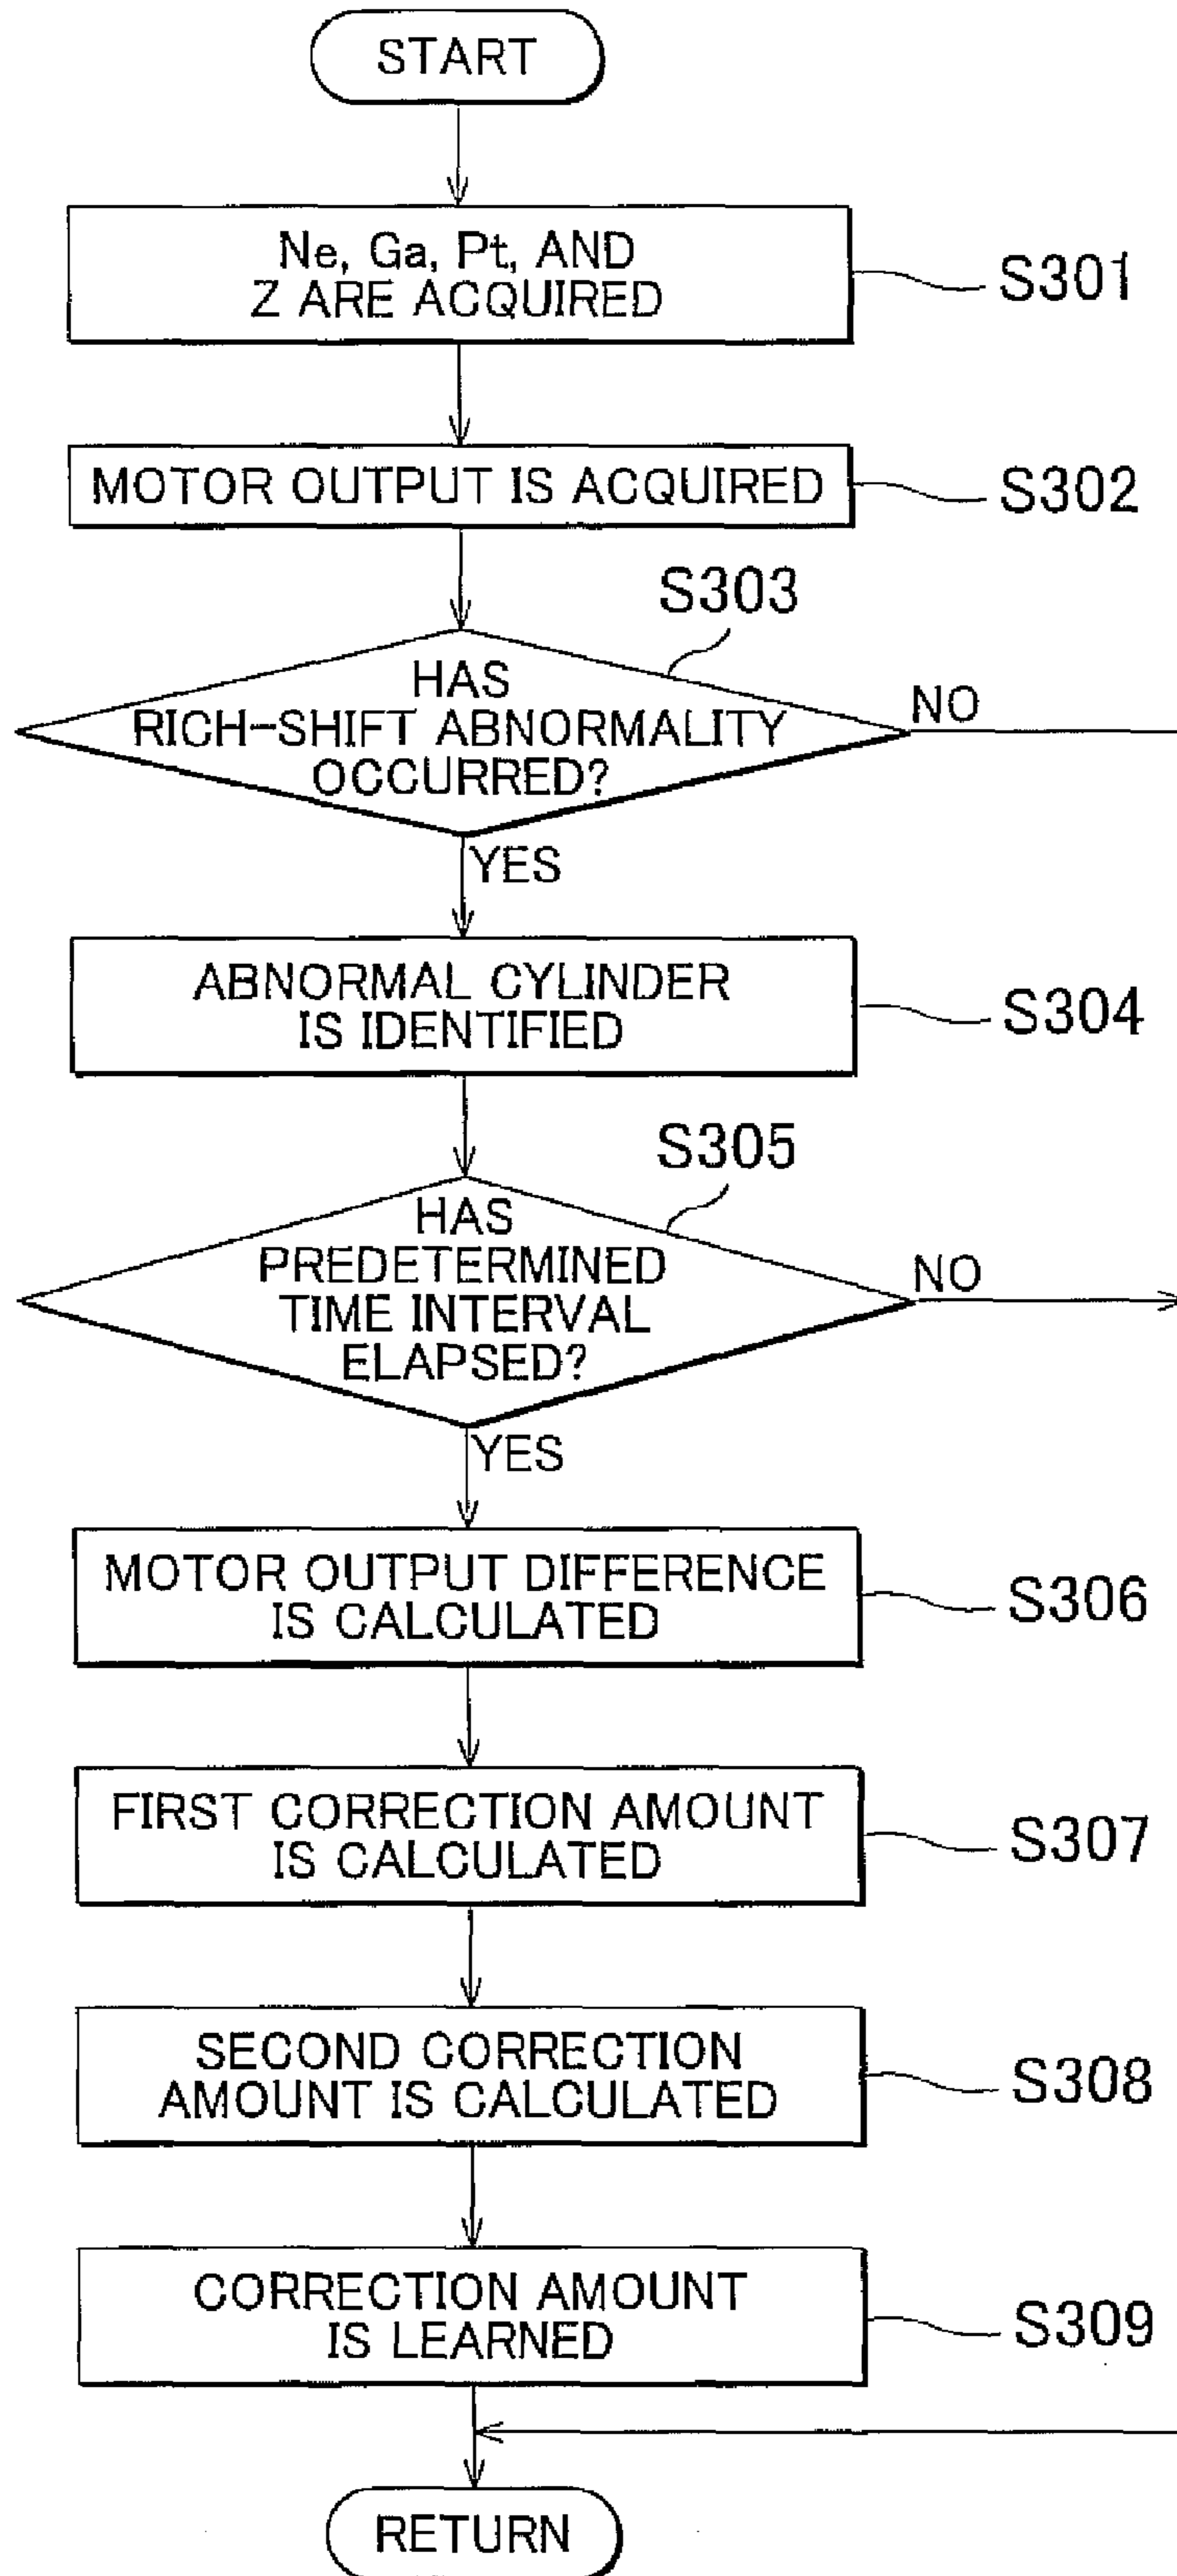 START
Ne, Ga, Pt, AND
Z ARE ACQUIRED
S301
MOTOR OUTPUT IS ACQUIRED
S302
S303
HAS
RICH-SHIFT ABNORMALITY
OCCURRED?
NO
YES
ABNORMAL CYLINDER
IS IDENTIFIED
S304
S305
HAS
PREDETERMINED
TIME INTERVAL
ELAPSED?
NO
YES
MOTOR OUTPUT DIFFERENCE
IS CALCULATED
S306
FIRST CORRECTION AMOUNT
IS CALCULATED
S307
SECOND CORRECTION
AMOUNT IS CALCULATED
S308
CORRECTION AMOUNT
IS LEARNED
S309
RETURN